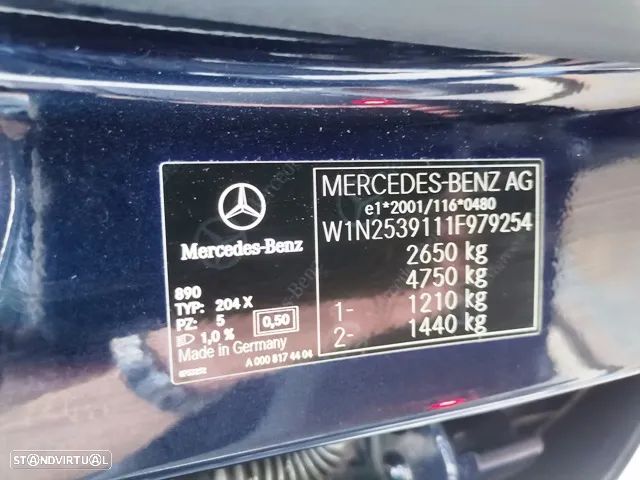 Mercedes-Benz
890
TYP: 204 X
PZ: 5 0,50
1,0 %
Made in Germany
A 000 817 44 04
MERCEDES-BENZ AG
e1*2001/116*0480
W1N2539111F979254
2650 kg
4750 kg
1- 1210 kg
2- 1440 kg
STANDVIRTUAL